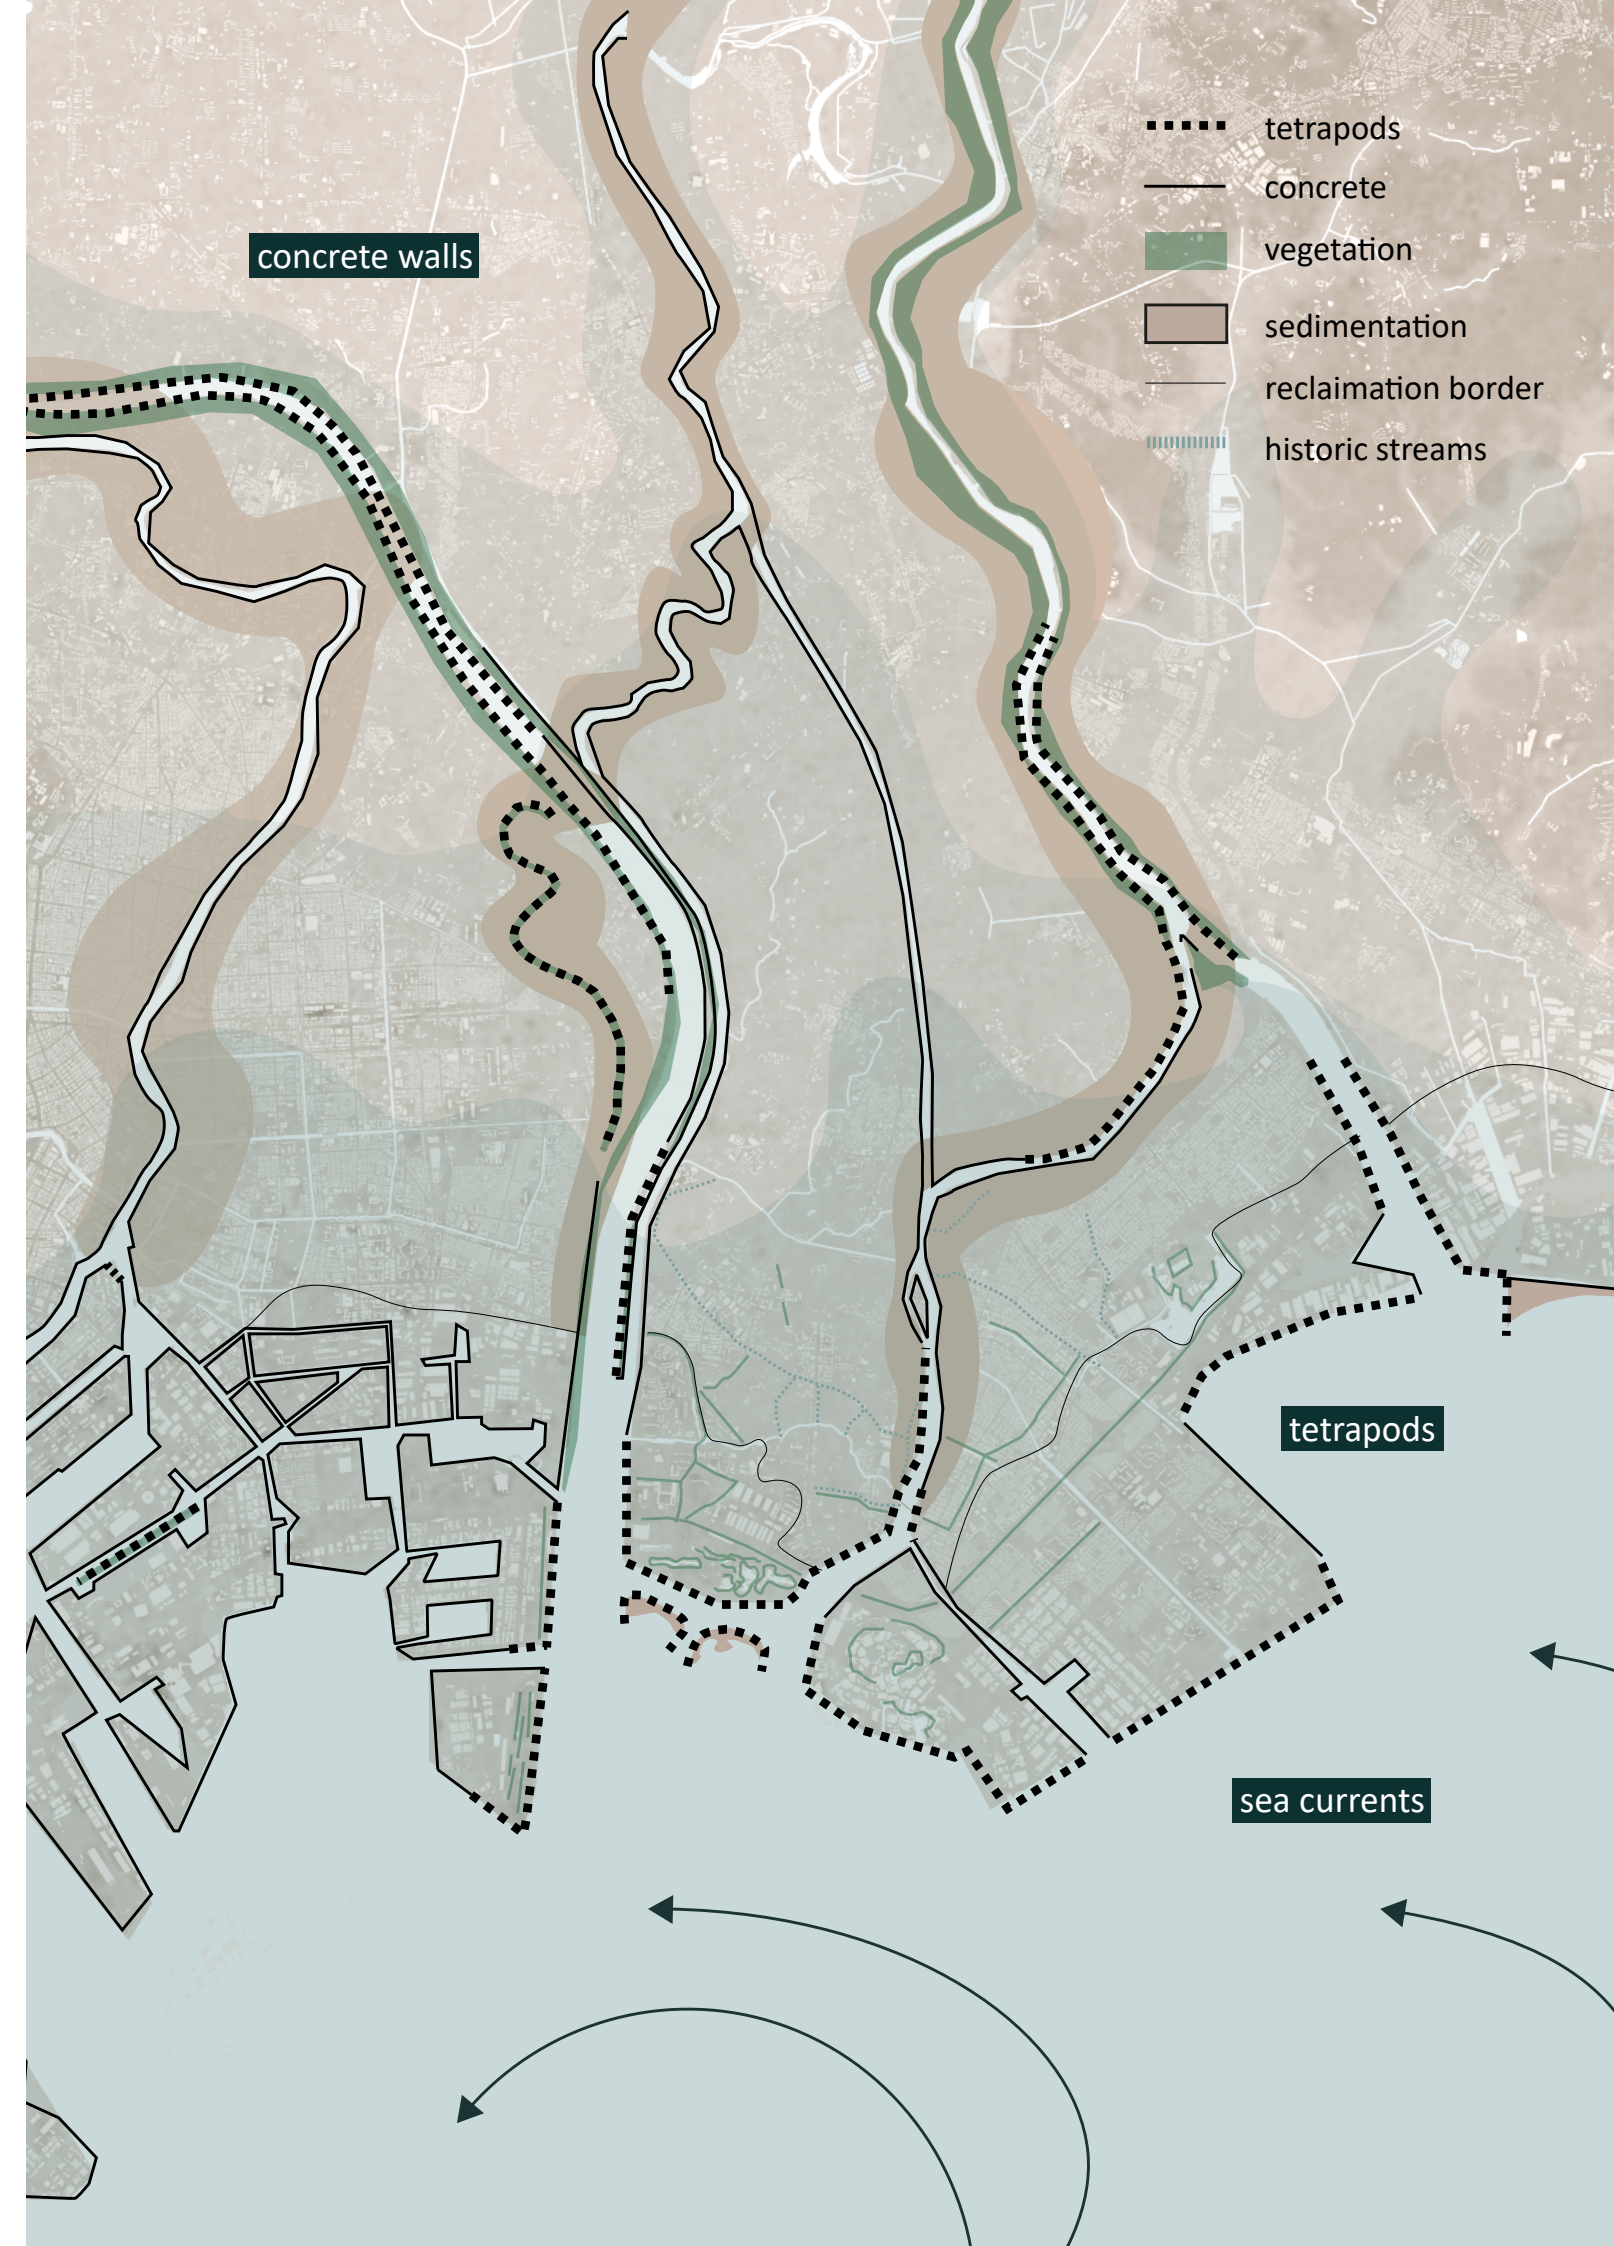 tetrapods
concrete
concrete walls
vegetation
sedimentation
reclaimation border
historic streams
tetrapods
sea currents